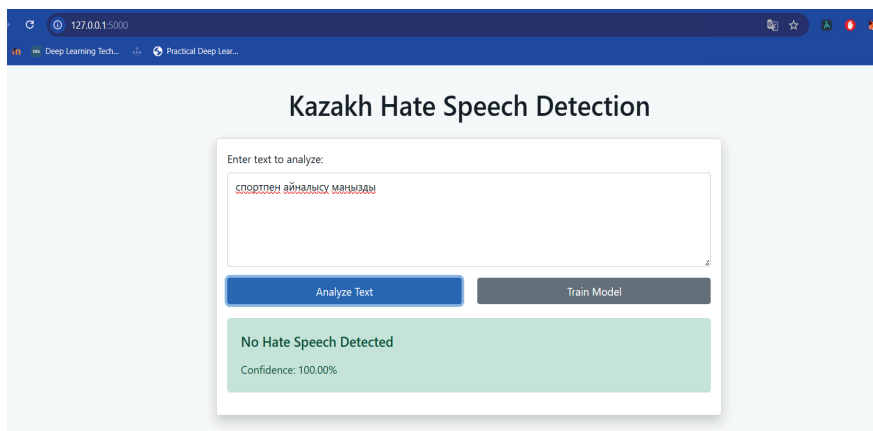 127.0.0.1:5000
Deep Learning Tech... Practical Deep Lear...
Kazakh Hate Speech Detection
Enter text to analyze:
спортпен айналысу маңызды
Analyze Text Train Model
No Hate Speech Detected
Confidence: 100.00%